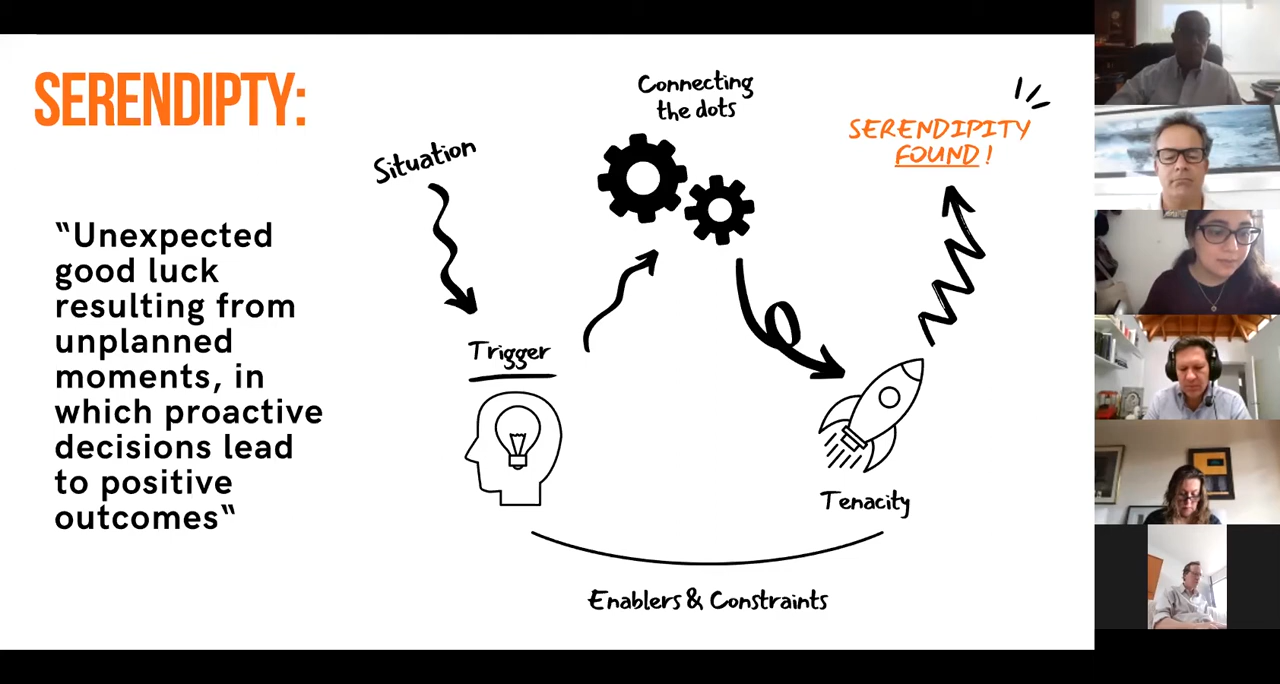 SERENDIPTY:
“Unexpected
good luck
resulting from
unplanned
moments, in
which proactive
decisions lead
to positive
outcomes“
Situation
Trigger
Connecting
the dots
Tenacity
SERENDIPITY
FOUND!
Enablers & Constraints